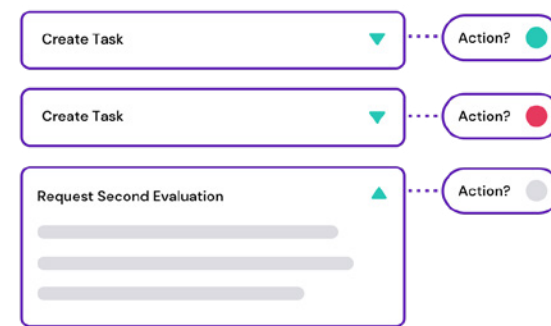 Create Task
Action?
Create Task
Action?
Request Second Evaluation
Action?